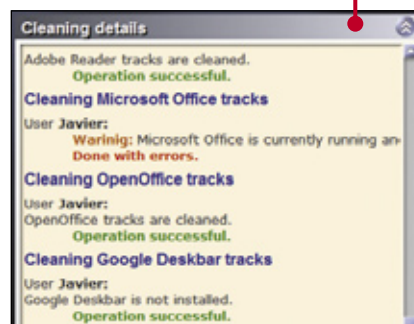 Cleaning details
Adobe Reader tracks are cleaned.
Operation successful.
Cleaning Microsoft Office tracks
User Javier:
Warinig: Microsoft Office is currently running an
Done with errors.
Cleaning OpenOffice tracks
User Javier:
OpenOffice tracks are cleaned.
Operation successful.
Cleaning Google Deskbar tracks
User Javier:
Google Deskbar is not installed.
Operation successful.